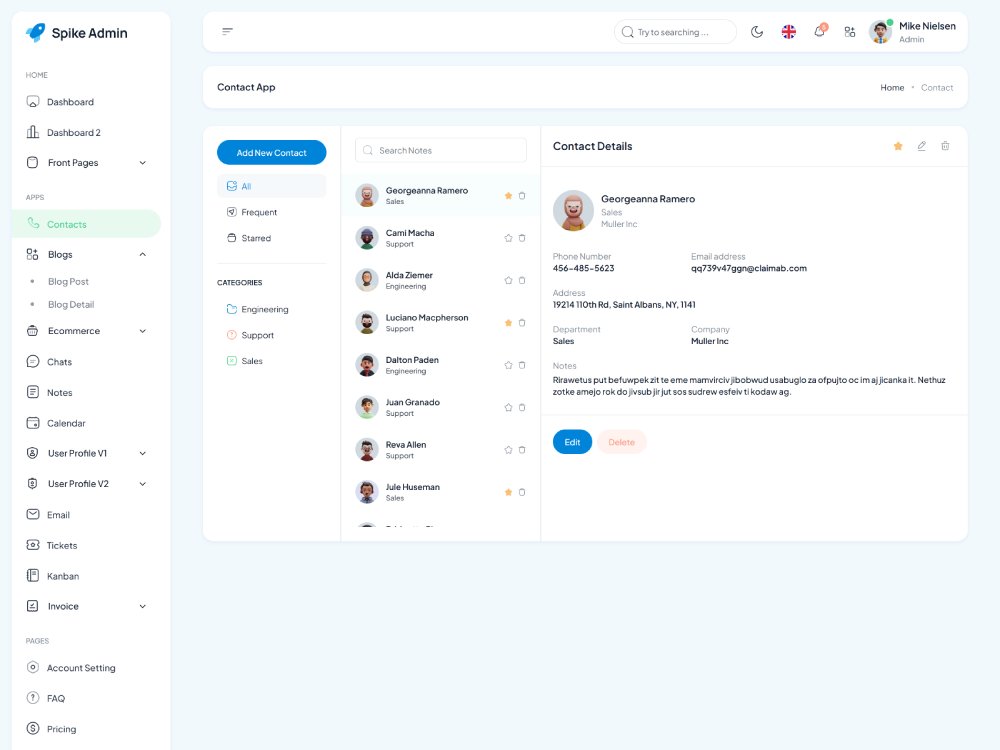 Spike Admin
HOME
Dashboard
Dashboard 2
Front Pages
APPS
Contacts
Blogs
Blog Post
Blog Detail
Ecommerce
Chats
Notes
Calendar
User Profile V1
User Profile V2
Email
Tickets
Kanban
Invoice
PAGES
Account Setting
FAQ
Pricing
Try to searching ...
Mike Nielsen
Admin
Contact App
Home • Contact
Add New Contact
All
Frequent
Starred
CATEGORIES
Engineering
Support
Sales
Search Notes
Georgeanna Ramero
Sales
Cami Macha
Support
Alda Ziemer
Engineering
Luciano Macpherson
Support
Dalton Paden
Engineering
Juan Granado
Support
Reva Allen
Support
Jule Huseman
Sales
Contact Details
Georgeanna Ramero
Sales
Muller Inc
Phone Number
456-485-5623
Email address
qq739v47ggn@claimab.com
Address
19214 110th Rd, Saint Albans, NY, 1141
Department
Sales
Company
Muller Inc
Notes
Rirawetus put befuwpek zit te eme mamvirciv jibobwud usabuglo za ofpujto oc im aj jicanka it. Nethuz
zotke amejo rok do jivsub jir jut sos sudrew esfeiv ti kodaw ag.
Edit
Delete